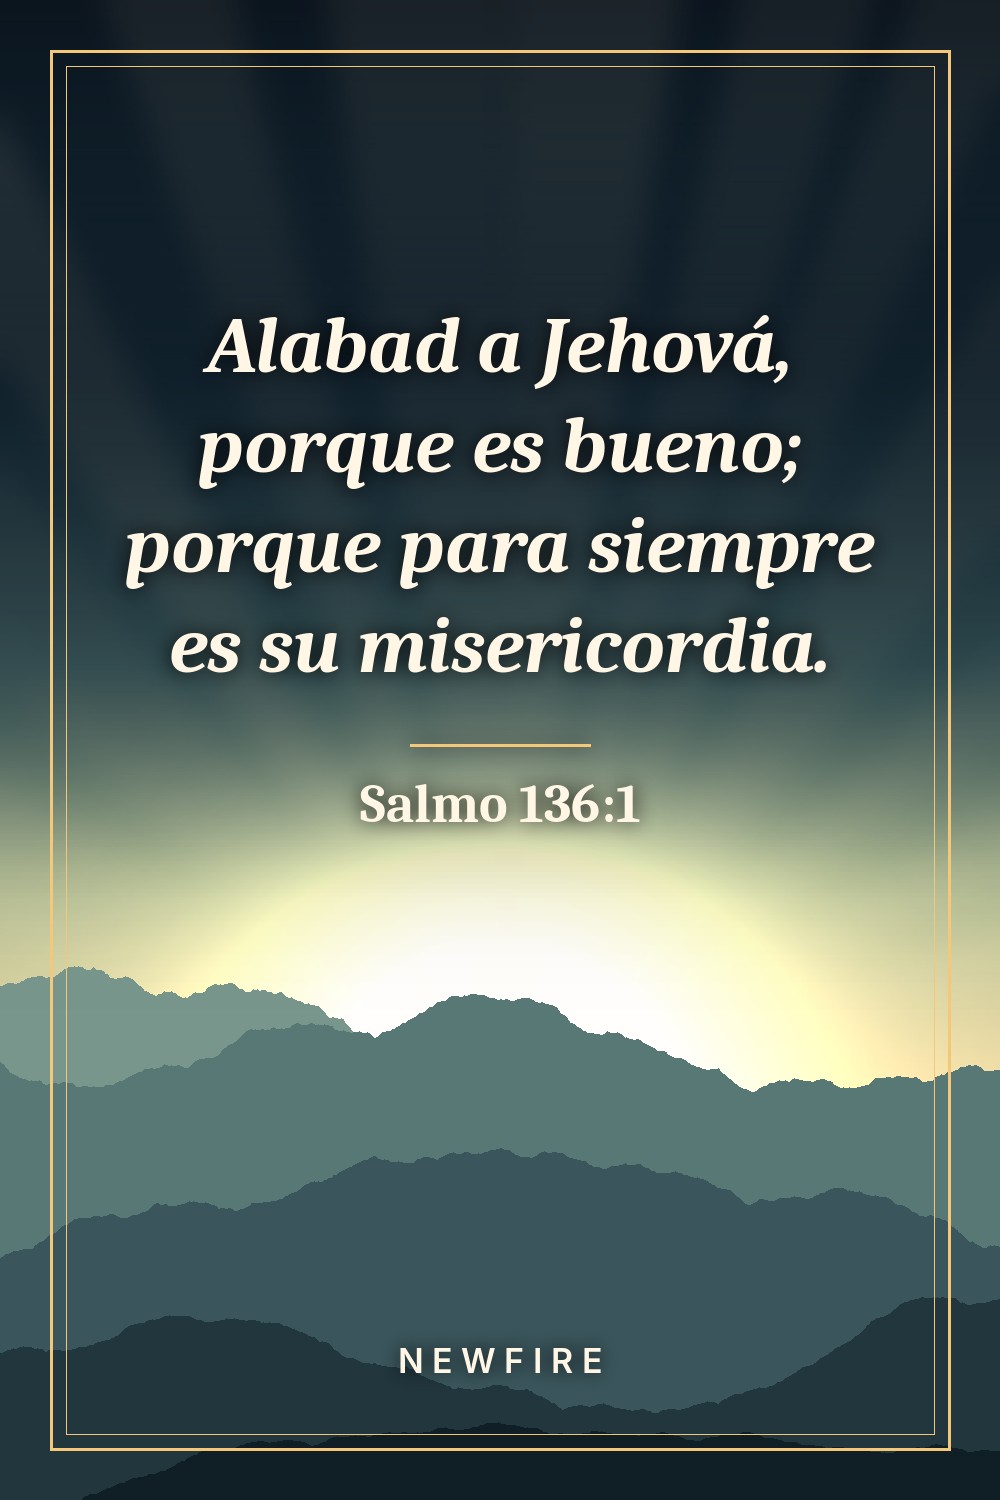 Alabad a Jehová,
porque es bueno;
porque para siempre
es su misericordia.
Salmo 136:1
NEWFIRE